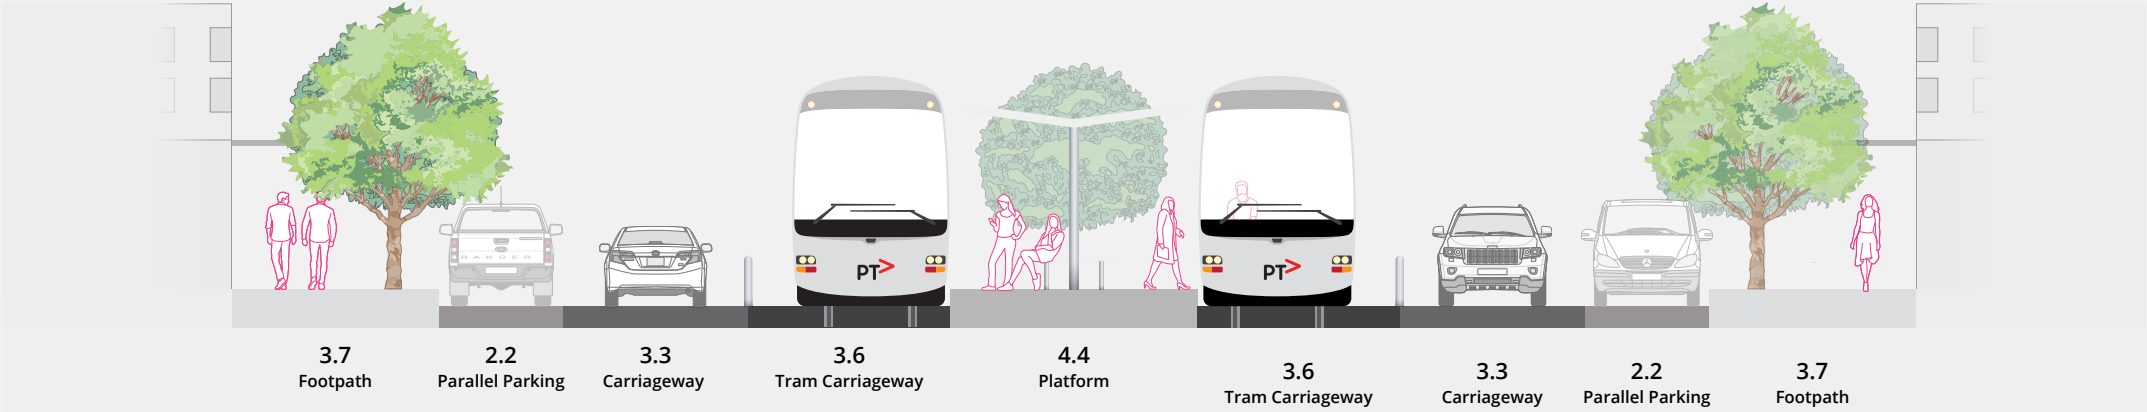 RANGER
PT
PT
3.7
Footpath
2.2
Parallel Parking
3.3
Carriageway
3.6
Tram Carriageway
4.4
Platform
3.6
Tram Carriageway
3.3
Carriageway
2.2
Parallel Parking
3.7
Footpath